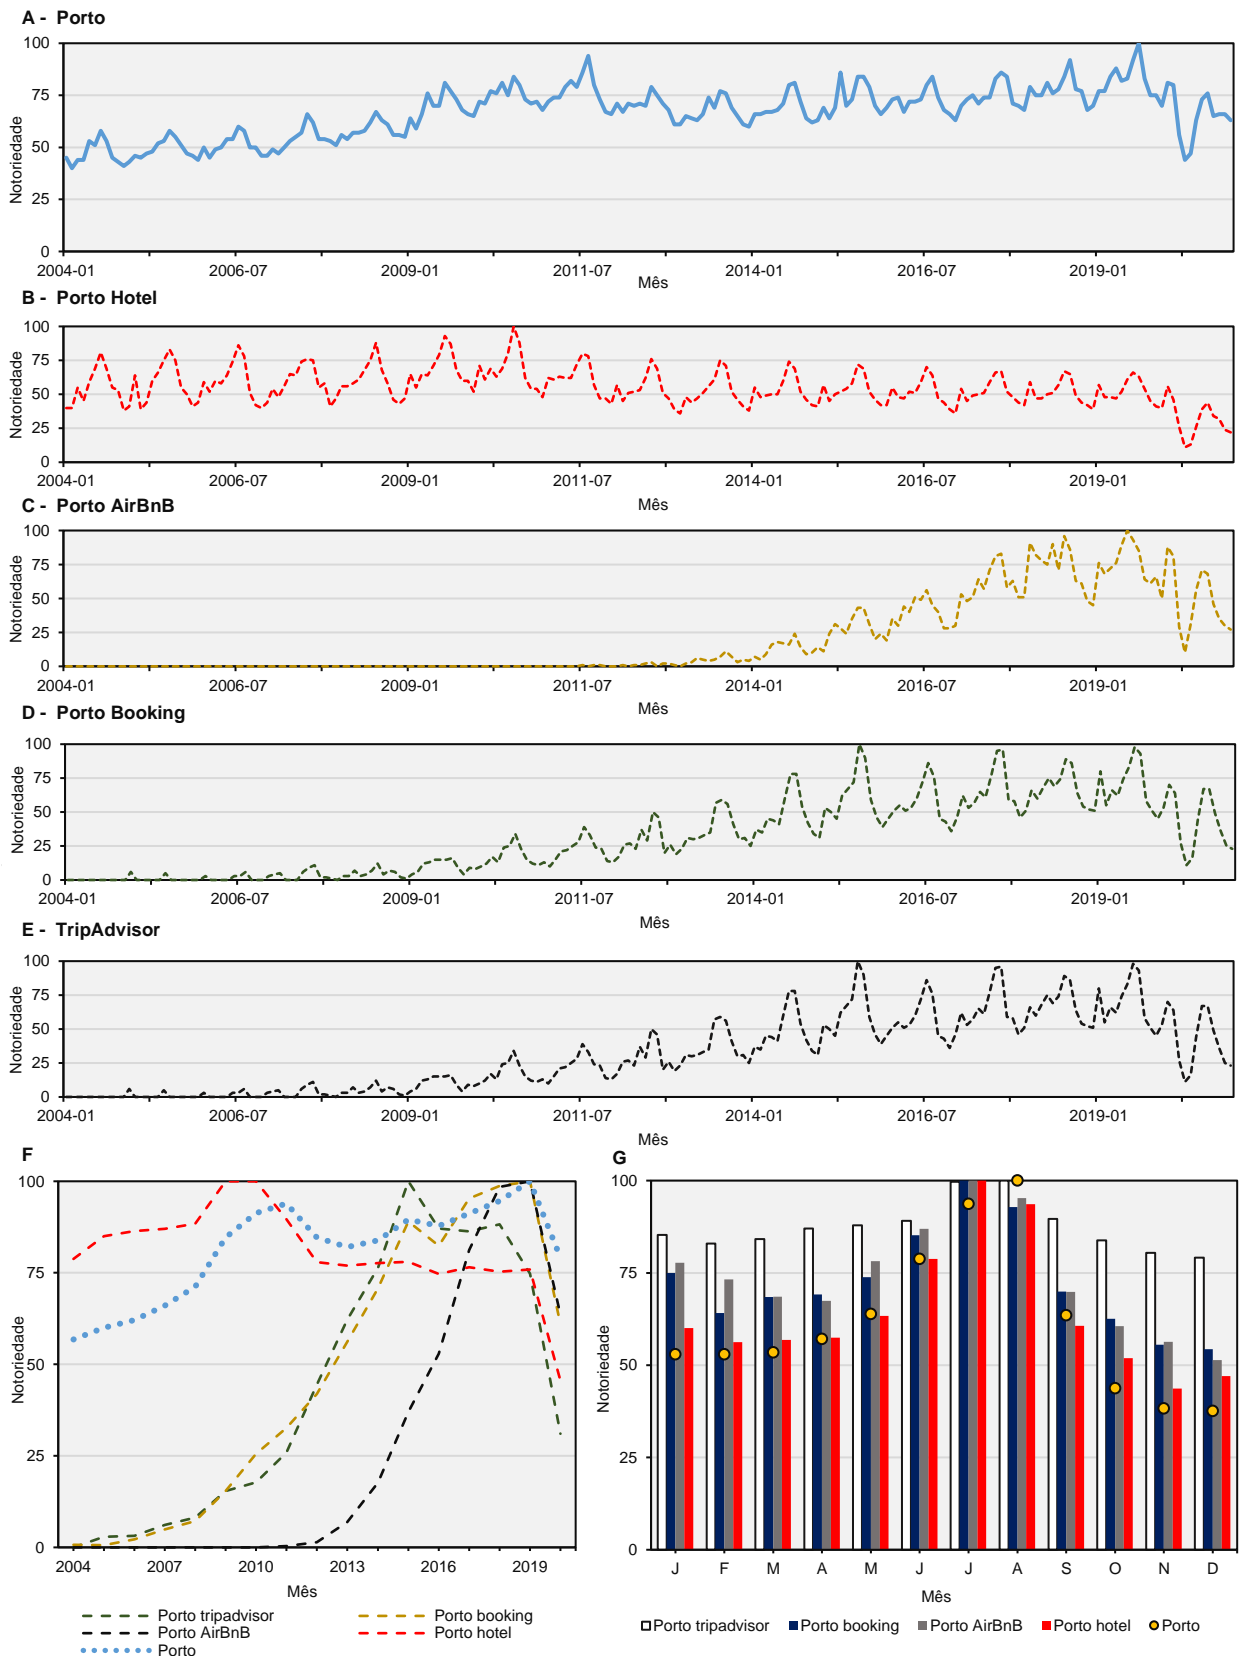 A - Porto
100
75
50
25
0
Notoriedade
2004-01 2006-07 2009-01 2011-07 2014-01 2016-07 2019-01
Mês
B - Porto Hotel
100
75
50
25
0
Notoriedade
2004-01 2006-07 2009-01 2011-07 2014-01 2016-07 2019-01
Mês
C - Porto AirBnB
100
75
50
25
0
Notoriedade
2004-01 2006-07 2009-01 2011-07 2014-01 2016-07 2019-01
Mês
D - Porto Booking
100
75
50
25
0
Notoriedade
2004-01 2006-07 2009-01 2011-07 2014-01 2016-07 2019-01
Mês
E - TripAdvisor
100
75
50
25
0
Notoriedade
2004-01 2006-07 2009-01 2011-07 2014-01 2016-07 2019-01
Mês
F
100
75
50
25
0
Notoriedade
2004 2007 2010 2013 2016 2019
Mês
Porto tripadvisor Porto booking
Porto AirBnB Porto hotel
Porto
G
100
75
50
25
0
Notoriedade
J F M A M J J A S O N D
Mês
Porto tripadvisor Porto booking Porto AirBnB Porto hotel Porto